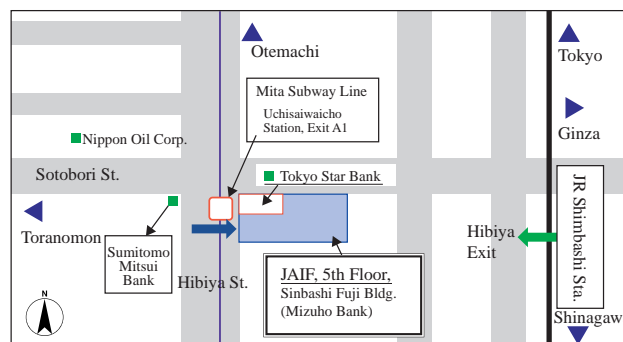 Otemachi
Tokyo
Mita Subway Line
Uchisaiwaicho
Station, Exit A1
Ginza
Nippon Oil Corp.
Sotobori St.
Tokyo Star Bank
JR Shimbashi Sta.
Toranmon
Sumitomo
Mitsui
Bank
Hibiya St.
Hibiya
Exit
JAIF, 5th Floor,
Sinbashi Fuji Bldg.
(Mizuho Bank)
Shinagaw
N